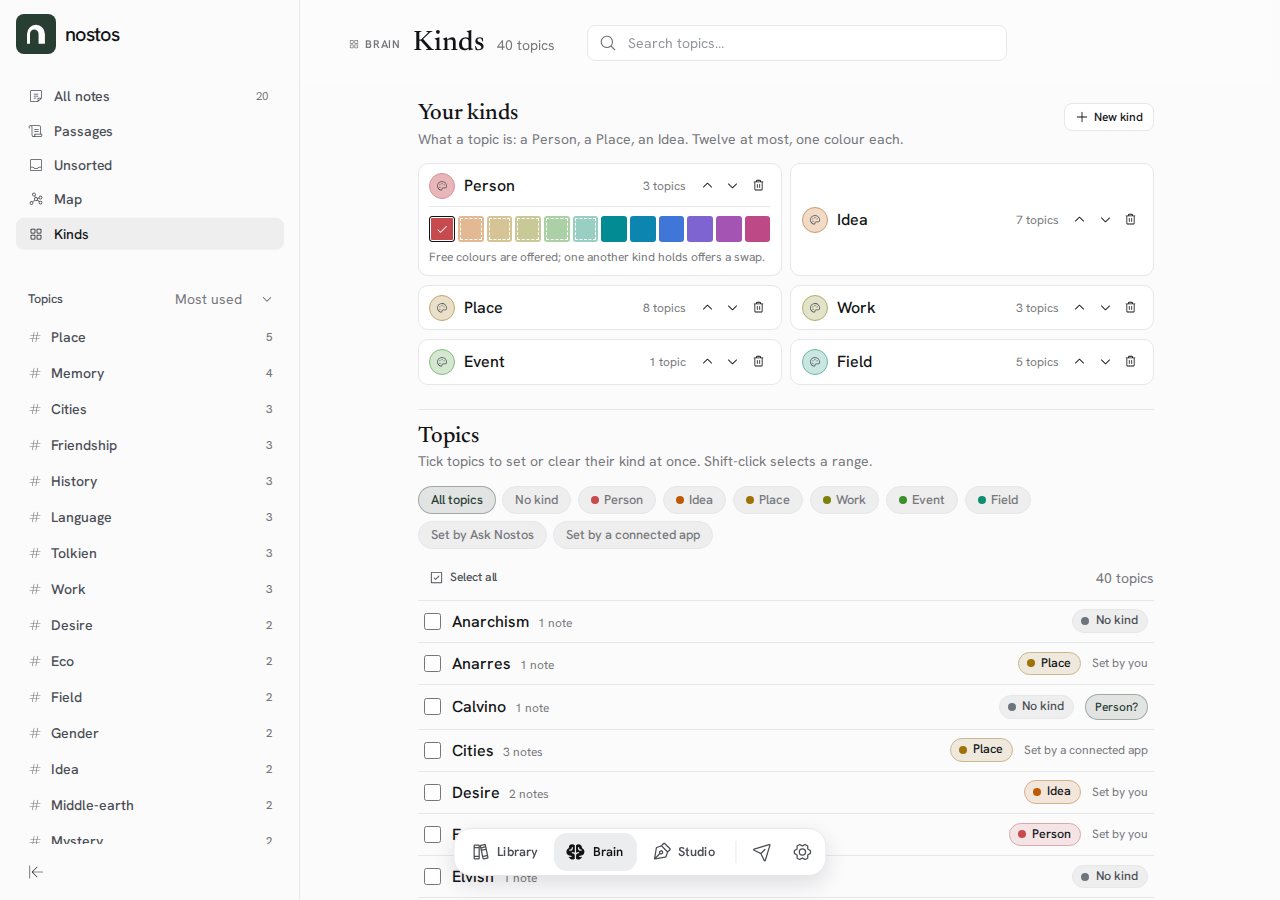 nostos
All notes 20
Passages
Unsorted
Map
Kinds
Topics Most used
# Place 5
# Memory 4
# Cities 3
# Friendship 3
# History 3
# Language 3
# Tolkien 3
# Work 3
# Desire 2
# Eco 2
# Field 2
# Gender 2
# Idea 2
# Middle-earth 2
# Mystery 2
BRAIN Kinds 40 topics
Search topics...
Your kinds
What a topic is: a Person, a Place, an Idea. Twelve at most, one colour each.
New kind
Person 3 topics
Free colours are offered; one another kind holds offers a swap.
Idea 7 topics
Place 8 topics
Work 3 topics
Event 1 topic
Field 5 topics
Topics
Tick topics to set or clear their kind at once. Shift-click selects a range.
All topics No kind Person Idea Place Work Event Field
Set by Ask Nostos Set by a connected app
Select all 40 topics
Anarchism 1 note No kind
Anarres 1 note Place Set by you
Calvino 1 note No kind Person?
Cities 3 notes Place Set by a connected app
Desire 2 notes Idea Set by you
Person Set by you
Elvish 1 note No kind
Library Brain Studio